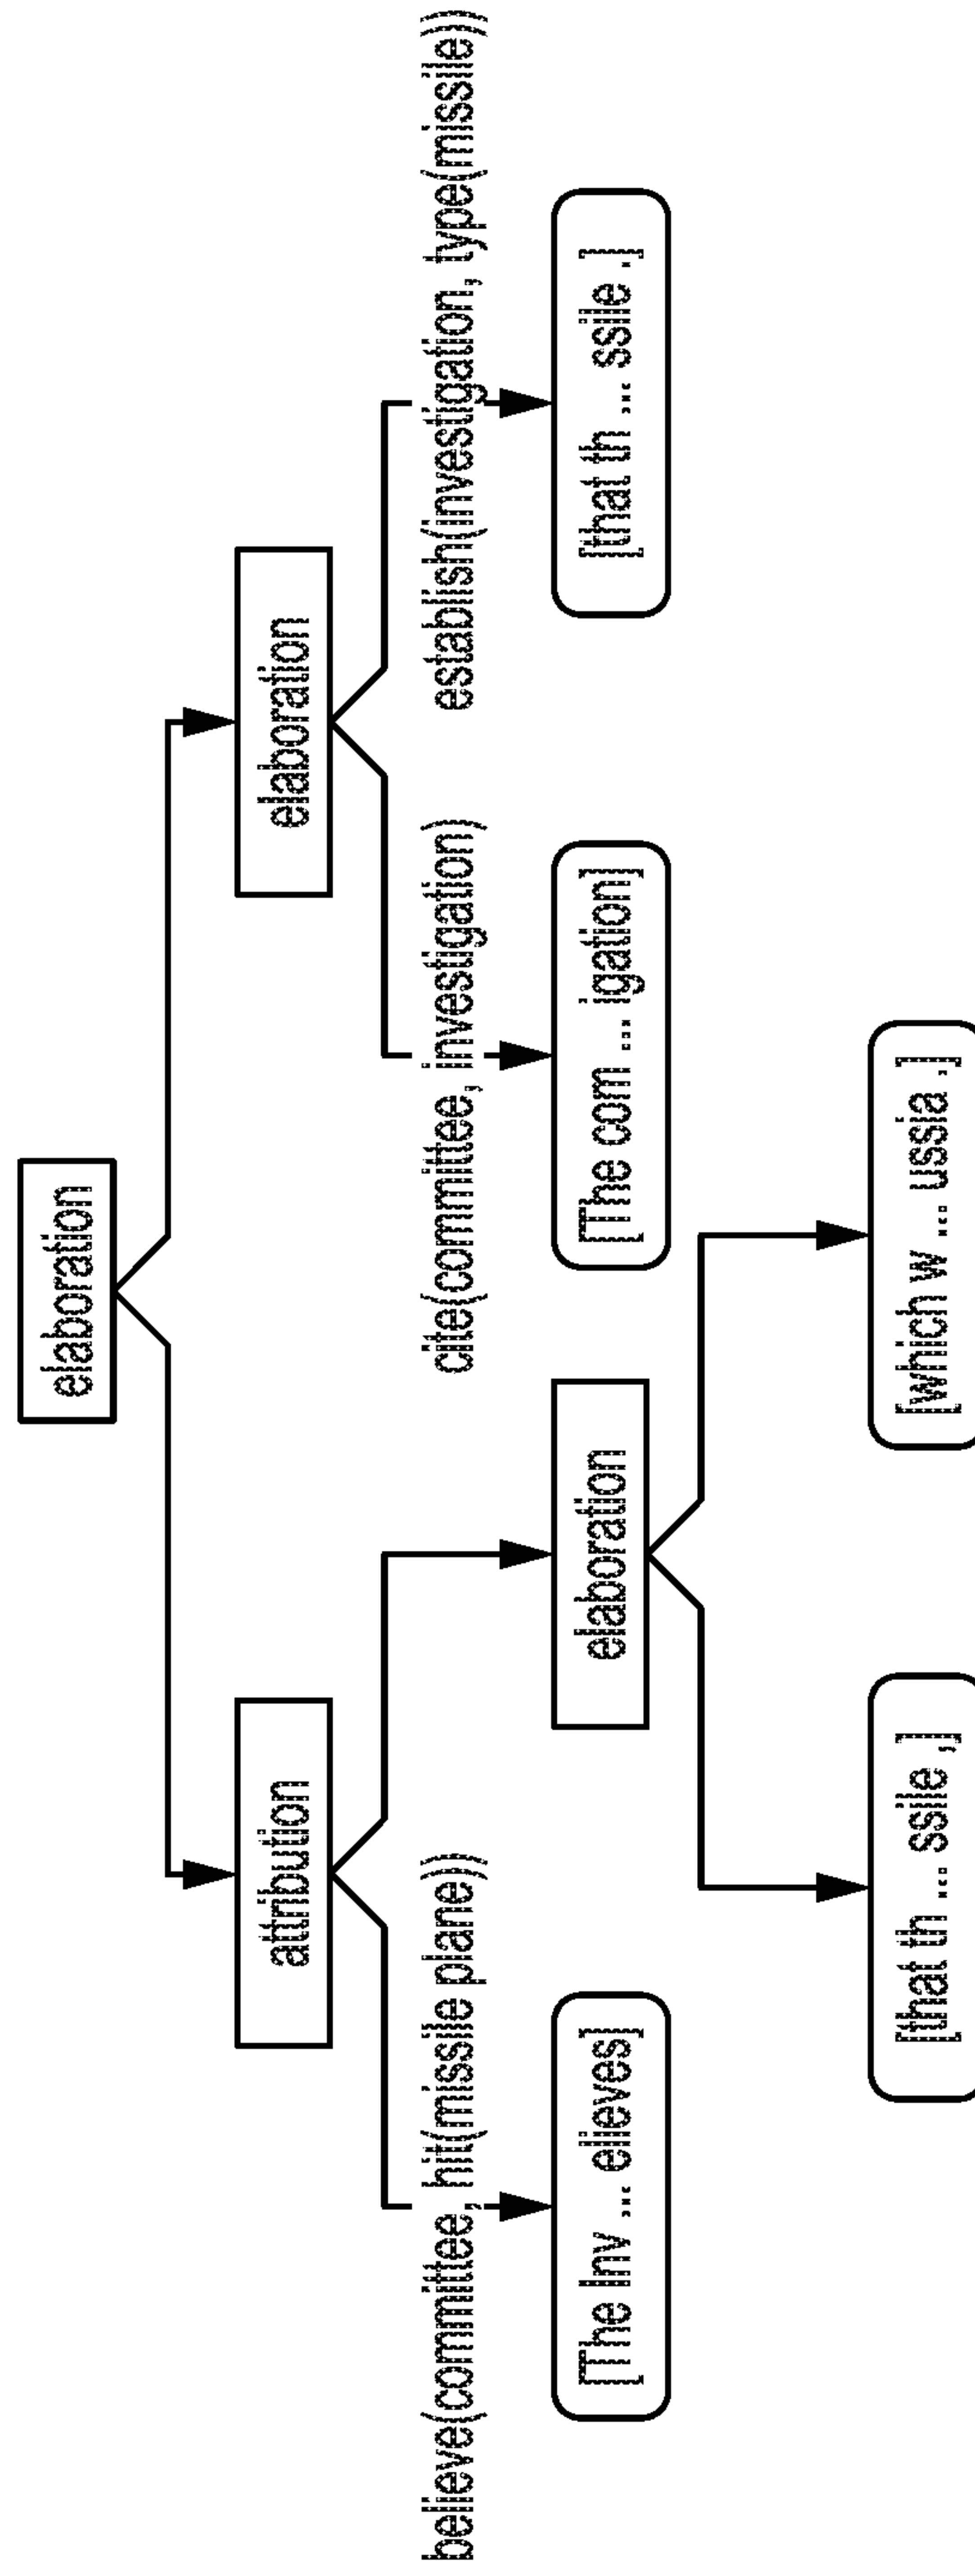 elaboration
attribution
elaboration
believe(committee, hit(missile plane))
cite(committee, investigation)
establish(investigation, type(missile))
[The Inv ... elieves]
elaboration
[The com ... igation]
[that th ... ssile .]
[that th ... ssile ,]
[which w ... ussia .]